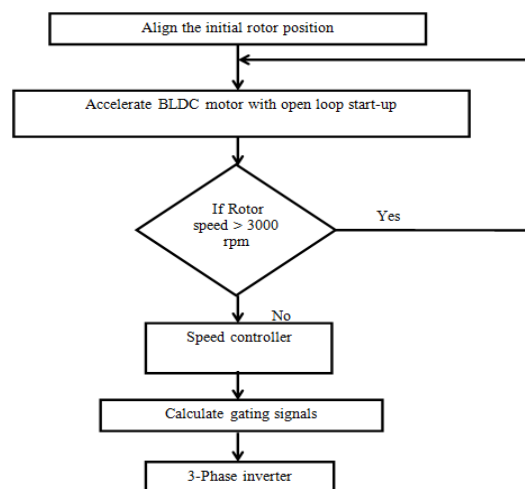 Align the initial rotor position
Accelerate BLDC motor with open loop start-up
If Rotor
speed > 3000
rpm
Yes
No
Speed controller
Calculate gating signals
3-Phase inverter